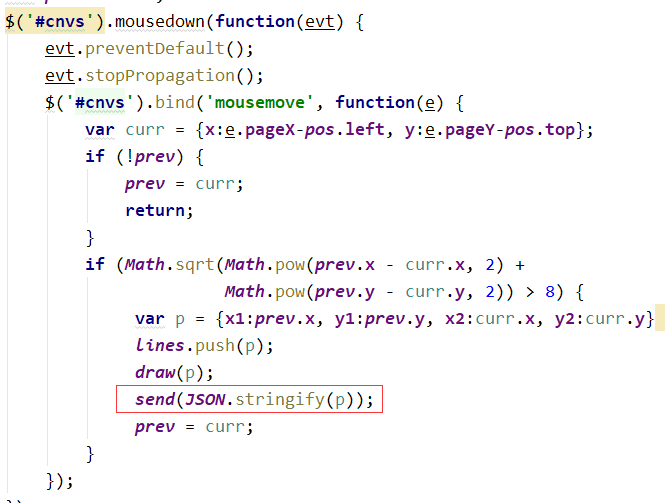 $('#cnvs').mousedown(function(evt) {
evt.preventDefault();
evt.stopPropagation();
$('#cnvs').bind('mousemove', function(e) {
var curr = {x:e.pageX-pos.left, y:e.pageY-pos.top};
if (!prev) {
prev = curr;
return;
}
if (Math.sqrt(Math.pow(prev.x - curr.x, 2) +
Math.pow(prev.y - curr.y, 2)) > 8) {
var p = {x1:prev.x, y1:prev.y, x2:curr.x, y2:curr.y}
lines.push(p);
draw(p);
send(JSON.stringify(p));
prev = curr;
}
});